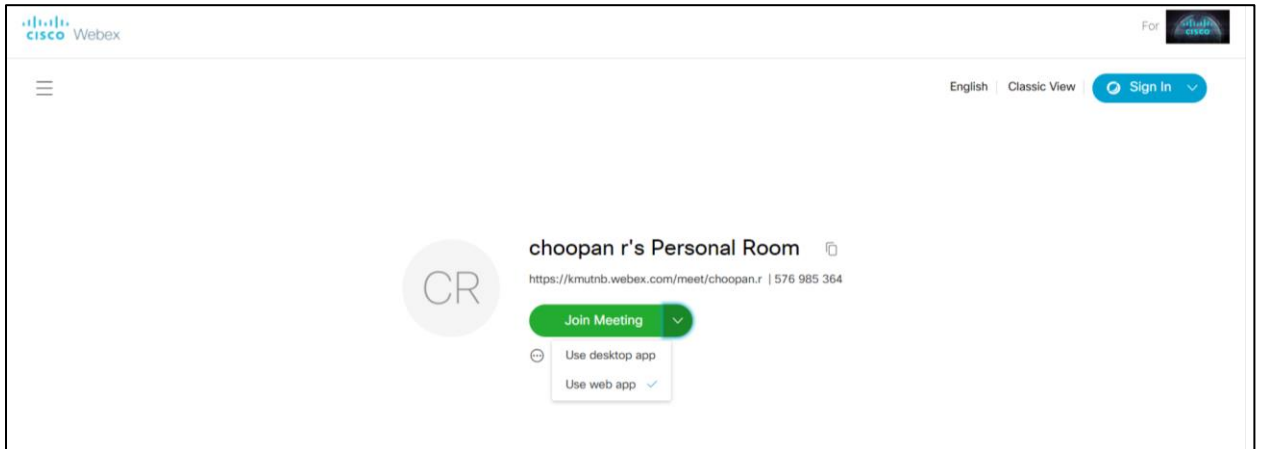 CISCO Webex
For CISCO
English Classic View Sign In
CR
choopan r's Personal Room
https://kmutnb.webex.com/meet/choopan.r | 576 985 364
Join Meeting
Use desktop app
Use web app